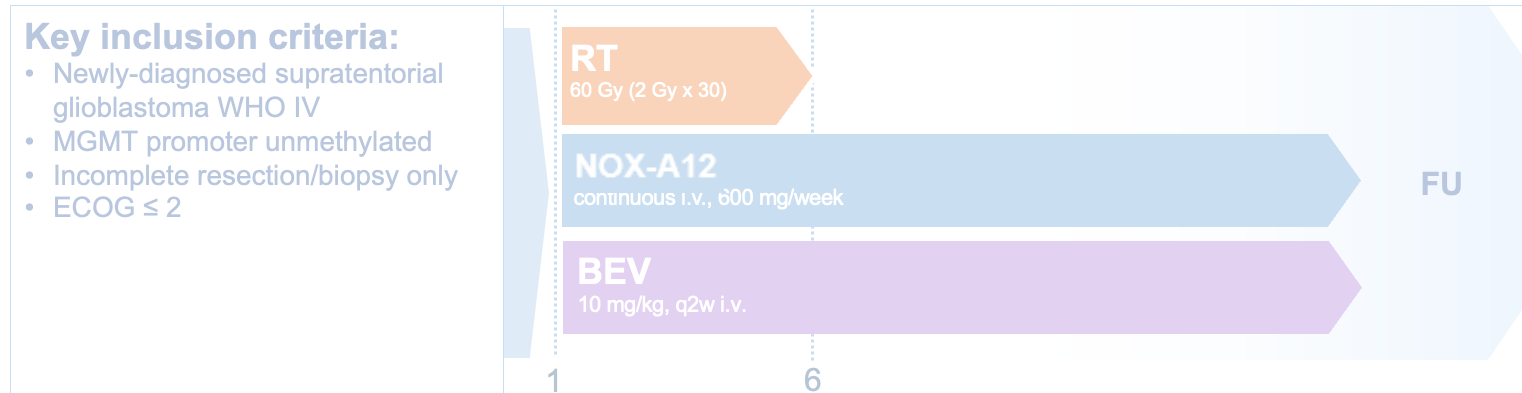 Key inclusion criteria:
• Newly-diagnosed supratentorial
glioblastoma WHO IV
• MGMT promoter unmethylated
• Incomplete resection/biopsy only
• ECOG ≤ 2
RT
60 Gy (2 Gy x 30)
NOX-A12
continuous i.v., 600 mg/week
BEV
10 mg/kg, q2w i.v.
FU
1
6